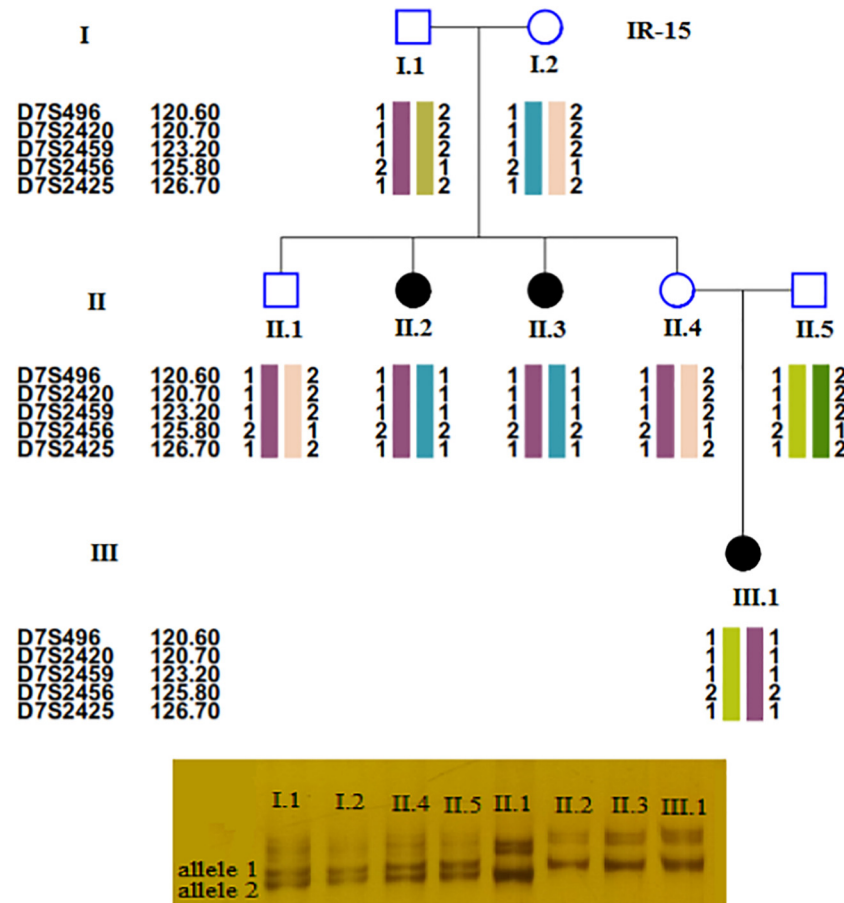 I IR-15
I.1 I.2
D7S496 120.60 1 2 1 2
D7S2420 120.70 1 2 1 2
D7S2459 123.20 1 2 1 2
D7S2456 125.80 2 1 2 1
D7S2425 126.70 1 2 1 2
II
II.1 II.2 II.3 II.4 II.5
D7S496 120.60 1 2 1 1 1 1 1 2 1 2
D7S2420 120.70 1 2 1 1 1 1 1 2 1 2
D7S2459 123.20 1 2 1 1 1 1 1 2 1 2
D7S2456 125.80 2 1 2 2 2 2 2 1 2 1
D7S2425 126.70 1 2 1 1 1 1 1 2 1 2
III
III.1
D7S496 120.60 1 1
D7S2420 120.70 1 1
D7S2459 123.20 1 1
D7S2456 125.80 2 2
D7S2425 126.70 1 1
I.1 I.2 II.4 II.5 II.1 II.2 II.3 III.1
allele 1
allele 2